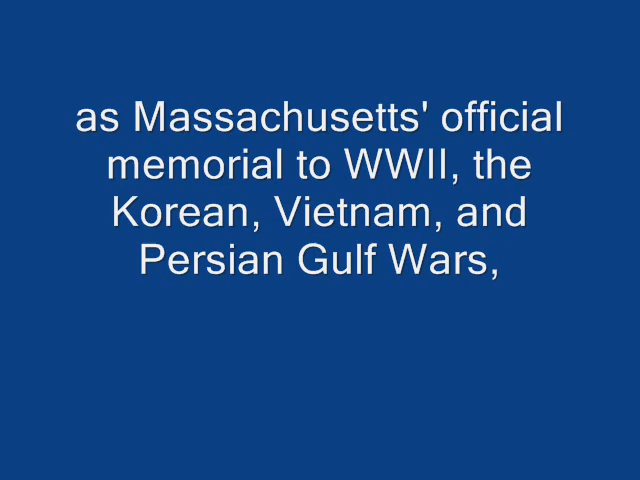 as Massachusetts' official
memorial to WWII, the
Korean, Vietnam, and
Persian Gulf Wars,